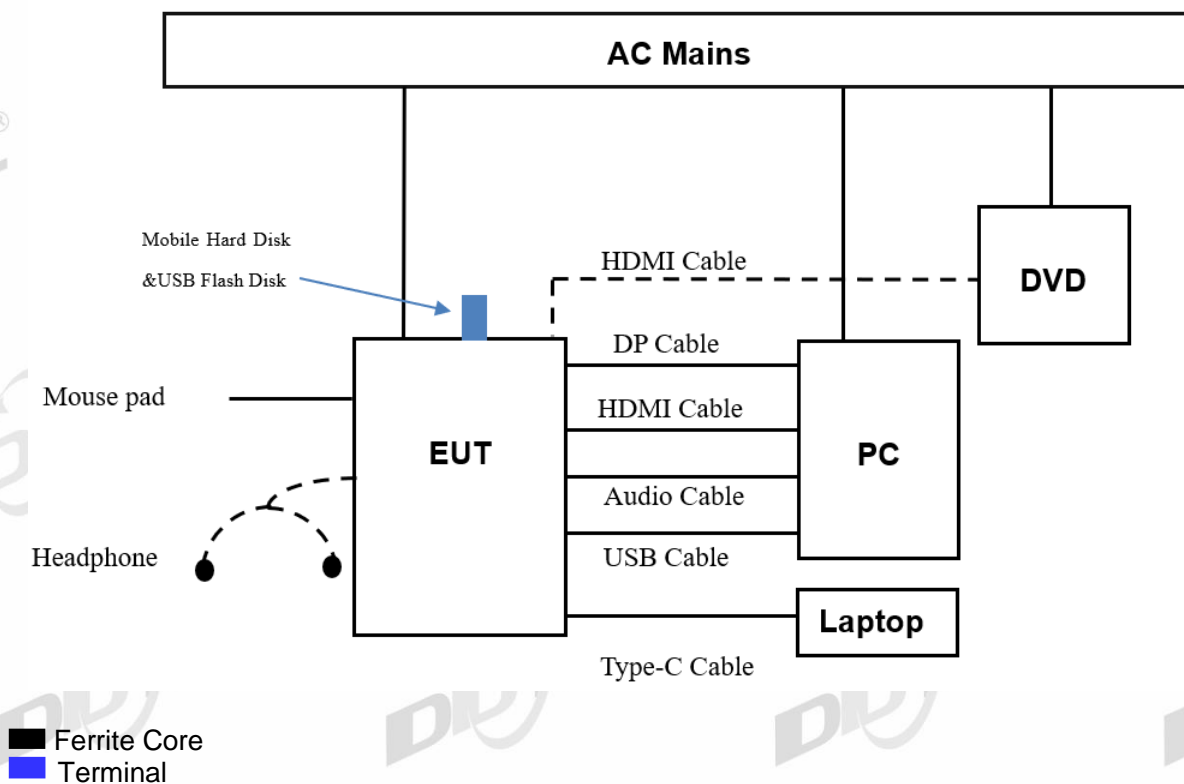 AC Mains
Mobile Hard Disk
&USB Flash Disk
HDMI Cable
DVD
DP Cable
Mouse pad
HDMI Cable
EUT
PC
Audio Cable
Headphone
USB Cable
Laptop
Type-C Cable
Ferrite Core
Terminal